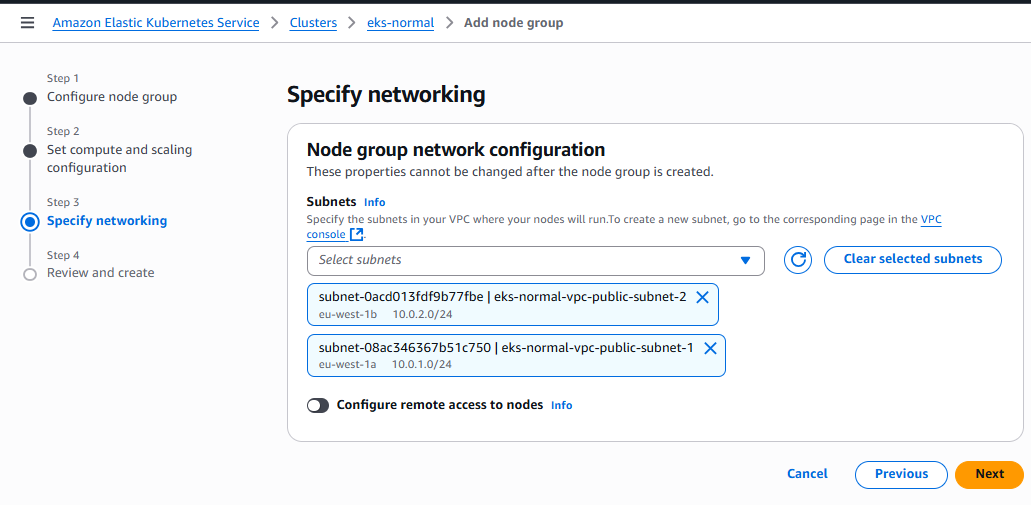 Amazon Elastic Kubernetes Service > Clusters > eks-normal > Add node group
Step 1
Configure node group
Step 2
Set compute and scaling
configuration
Step 3
Specify networking
Step 4
Review and create
Specify networking
Node group network configuration
These properties cannot be changed after the node group is created.
Subnets Info
Specify the subnets in your VPC where your nodes will run.To create a new subnet, go to the corresponding page in the VPC
console .
Select subnets
Clear selected subnets
subnet-0acd013fdf9b77fbe | eks-normal-vpc-public-subnet-2
eu-west-1b 10.0.2.0/24
subnet-08ac346367b51c750 | eks-normal-vpc-public-subnet-1
eu-west-1a 10.0.1.0/24
Configure remote access to nodes Info
Cancel Previous Next